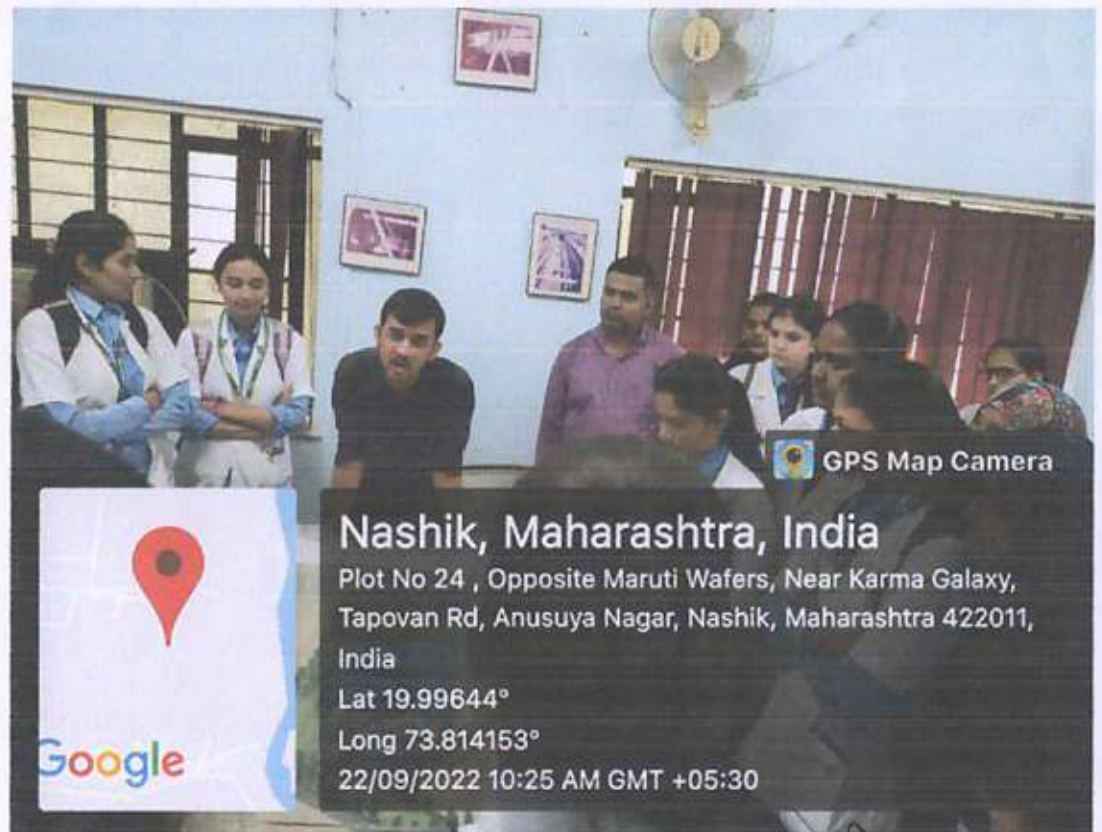 GPS Map Camera
Nashik, Maharashtra, India
Plot No 24 , Opposite Maruti Wafers, Near Karma Galaxy,
Tapovan Rd, Anusuya Nagar, Nashik, Maharashtra 422011,
India
Lat 19.99644°
Long 73.814153°
22/09/2022 10:25 AM GMT +05:30
Google